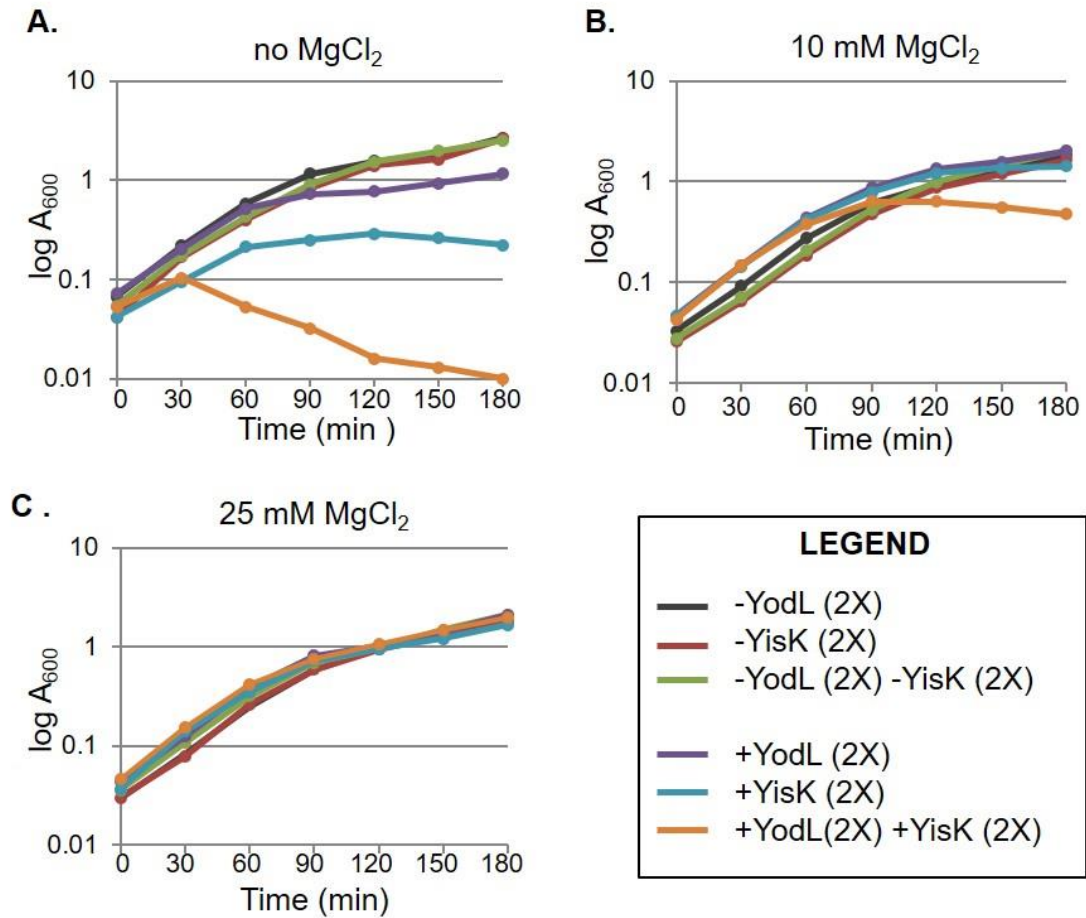 A.
no MgCl₂
10
1
0.1
0.01
log A₆₀₀
0 30 60 90 120 150 180
Time (min )
B.
10 mM MgCl₂
10
1
0.1
0.01
log A₆₀₀
0 30 60 90 120 150 180
Time (min)
C .
25 mM MgCl₂
10
1
0.1
0.01
log A₆₀₀
0 30 60 90 120 150 180
Time (min)
LEGEND
-YodL (2X)
-YisK (2X)
-YodL (2X) -YisK (2X)
+YodL (2X)
+YisK (2X)
+YodL(2X) +YisK (2X)